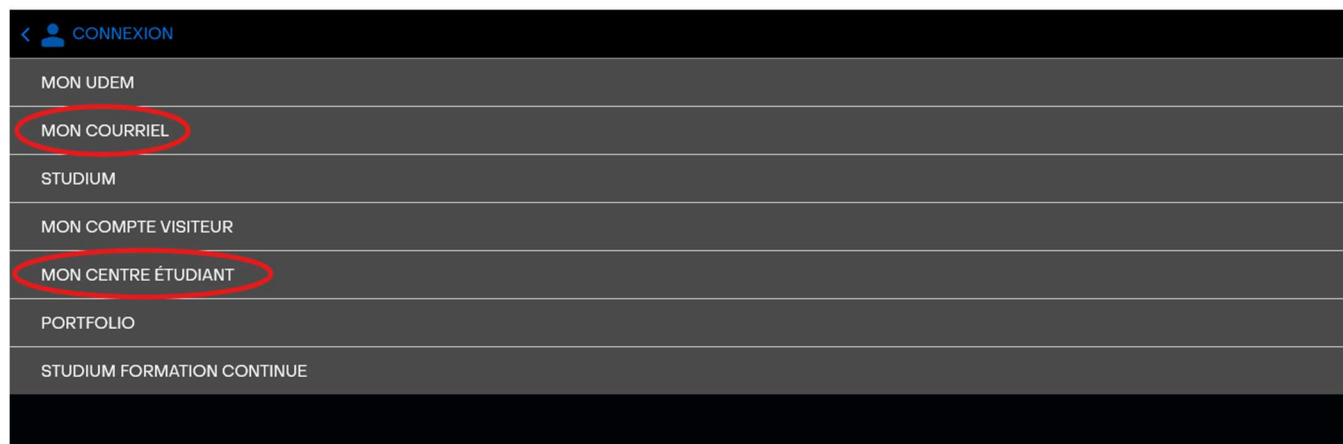 CONNEXION
MON UDEM
MON COURRIEL
STUDIUM
MON COMPTE VISITEUR
MON CENTRE ÉTUDIANT
PORTFOLIO
STUDIUM FORMATION CONTINUE